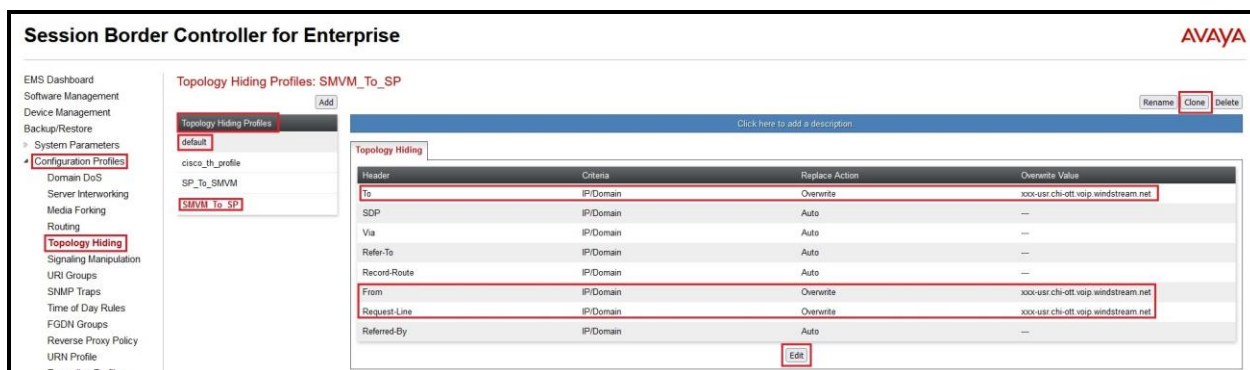 Session Border Controller for Enterprise
AVAYA
EMS Dashboard
Software Management
Device Management
Backup/Restore
System Parameters
Configuration Profiles
Domain DoS
Server Interworking
Media Forking
Routing
Topology Hiding
Signaling Manipulation
URI Groups
SNMP Traps
Time of Day Rules
FGDN Groups
Reverse Proxy Policy
URN Profile
Topology Hiding Profiles: SMVM_To_SP
Add
Rename Clone Delete
Topology Hiding Profiles
default
cisco_th_profile
SP_To_SMVM
SMVM_To_SP
Click here to add a description.
Topology Hiding
Header Criteria Replace Action Overwrite Value
To IP/Domain Overwrite xxx-usr.chi-ott.voip.windstream.net
SDP IP/Domain Auto ---
Via IP/Domain Auto ---
Refer-To IP/Domain Auto ---
Record-Route IP/Domain Auto ---
From IP/Domain Overwrite xxx-usr.chi-ott.voip.windstream.net
Request-Line IP/Domain Overwrite xxx-usr.chi-ott.voip.windstream.net
Referred-By IP/Domain Auto ---
Edit